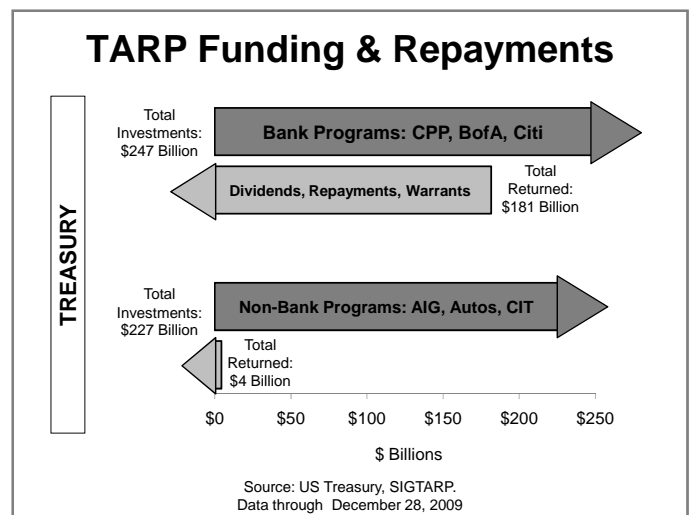 TARP Funding & Repayments
TREASURY
Total
Investments:
$247 Billion
Bank Programs: CPP, BofA, Citi
Dividends, Repayments, Warrants
Total
Returned:
$181 Billion
Total
Investments:
$227 Billion
Non-Bank Programs: AIG, Autos, CIT
Total
Returned:
$4 Billion
$0 $50 $100 $150 $200 $250
$ Billions
Source: US Treasury, SIGTARP.
Data through December 28, 2009